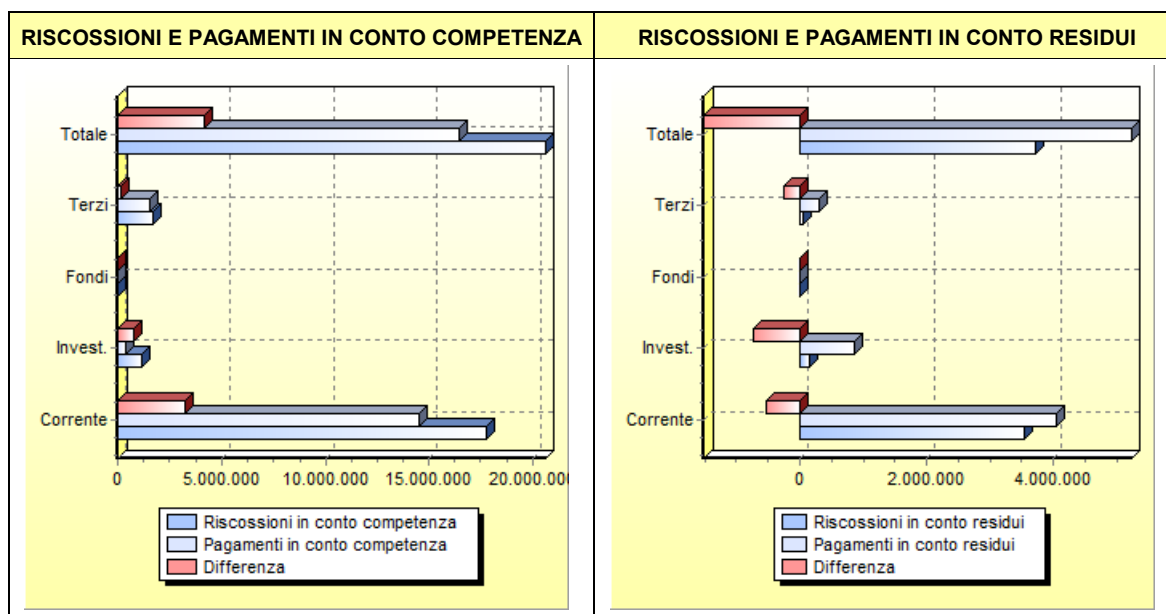 RISCOSSIONI E PAGAMENTI IN CONTO COMPETENZA
Totale
Terzi
Fondi
Invest.
Corrente
0 5.000.000 10.000.000 15.000.000 20.000.000
Riscossioni in conto competenza
Pagamenti in conto competenza
Differenza
RISCOSSIONI E PAGAMENTI IN CONTO RESIDUI
Totale
Terzi
Fondi
Invest.
Corrente
0 2.000.000 4.000.000
Riscossioni in conto residui
Pagamenti in conto residui
Differenza